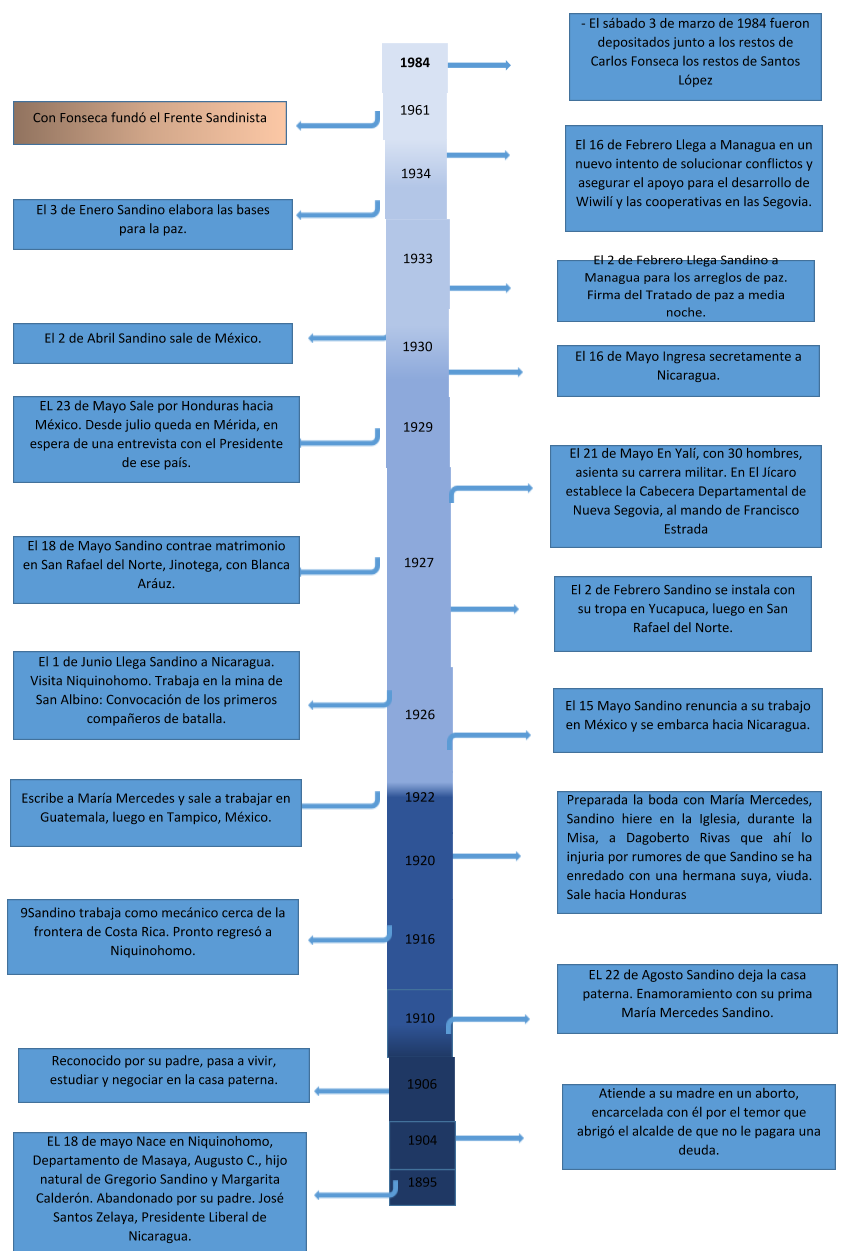 - El sábado 3 de marzo de 1984 fueron
depositados junto a los restos de
Carlos Fonseca los restos de Santos
López
1984
1961
Con Fonseca fundó el Frente Sandinista
El 16 de Febrero Llega a Managua en un
nuevo intento de solucionar conflictos y
asegurar el apoyo para el desarrollo de
Wiwilí y las cooperativas en las Segovia.
1934
El 3 de Enero Sandino elabora las bases
para la paz.
1933
El 2 de Febrero Llega Sandino a
Managua para los arreglos de paz.
Firma del Tratado de paz a media
noche.
El 2 de Abril Sandino sale de México.
1930
El 16 de Mayo Ingresa secretamente a
Nicaragua.
EL 23 de Mayo Sale por Honduras hacia
México. Desde julio queda en Mérida, en
espera de una entrevista con el Presidente
de ese país.
1929
El 21 de Mayo En Yalí, con 30 hombres,
asienta su carrera militar. En El Jícaro
establece la Cabecera Departamental de
Nueva Segovia, al mando de Francisco
Estrada
El 18 de Mayo Sandino contrae matrimonio
en San Rafael del Norte, Jinotega, con Blanca
Aráuz.
1927
El 2 de Febrero Sandino se instala con
su tropa en Yucapuca, luego en San
Rafael del Norte.
El 1 de Junio Llega Sandino a Nicaragua.
Visita Niquinohomo. Trabaja en la mina de
San Albino: Convocación de los primeros
compañeros de batalla.
1926
El 15 Mayo Sandino renuncia a su trabajo
en México y se embarca hacia Nicaragua.
Escribe a María Mercedes y sale a trabajar en
Guatemala, luego en Tampico, México.
1922
Preparada la boda con María Mercedes,
Sandino hiere en la Iglesia, durante la
Misa, a Dagoberto Rivas que ahí lo
injuria por rumores de que Sandino se ha
enredado con una hermana suya, viuda.
Sale hacia Honduras
1920
9Sandino trabaja como mecánico cerca de la
frontera de Costa Rica. Pronto regresó a
Niquinohomo.
1916
EL 22 de Agosto Sandino deja la casa
paterna. Enamoramiento con su prima
María Mercedes Sandino.
1910
Reconocido por su padre, pasa a vivir,
estudiar y negociar en la casa paterna.
1906
Atiende a su madre en un aborto,
encarcelada con él por el temor que
abrigó el alcalde de que no le pagara una
deuda.
1904
EL 18 de mayo Nace en Niquinohomo,
Departamento de Masaya, Augusto C., hijo
natural de Gregorio Sandino y Margarita
Calderón. Abandonado por su padre. José
Santos Zelaya, Presidente Liberal de
Nicaragua.
1895